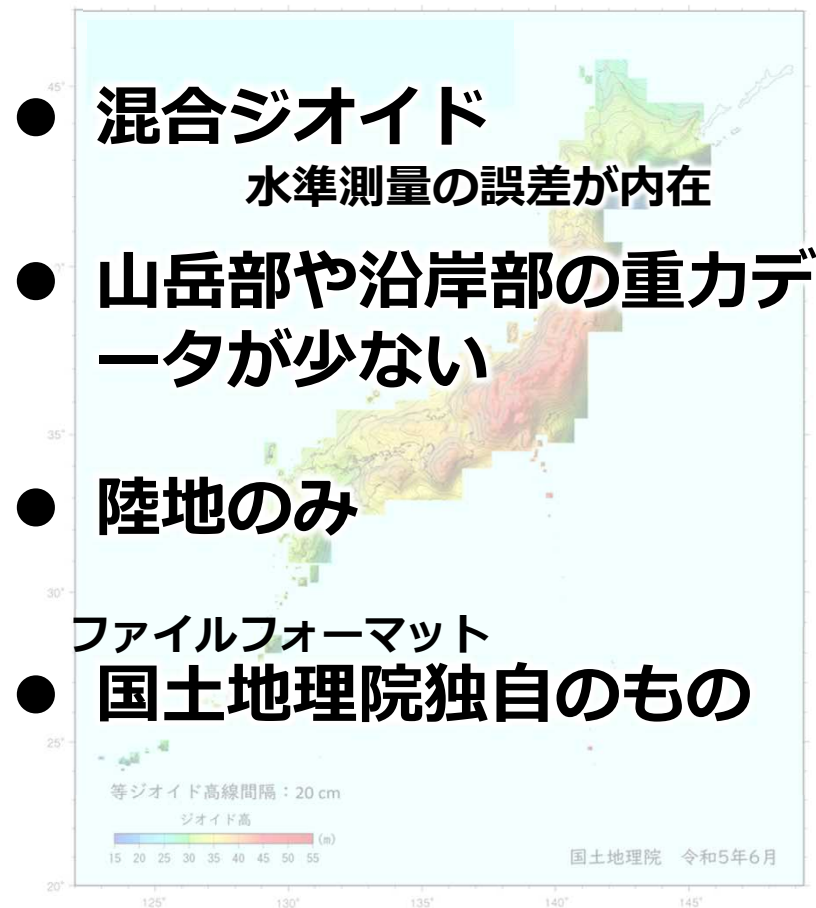 45°
● 混合ジオイド
水準測量の誤差が内在
● 山岳部や沿岸部の重力デ
ータが少ない
35°
● 陸地のみ
30°
ファイルフォーマット
● 国土地理院独自のもの
25°
等ジオイド高線間隔：20 cm
ジオイド高
(m)
15 20 25 30 35 40 45 50 55
国土地理院 令和5年6月
20°
125° 130° 135° 140° 145°